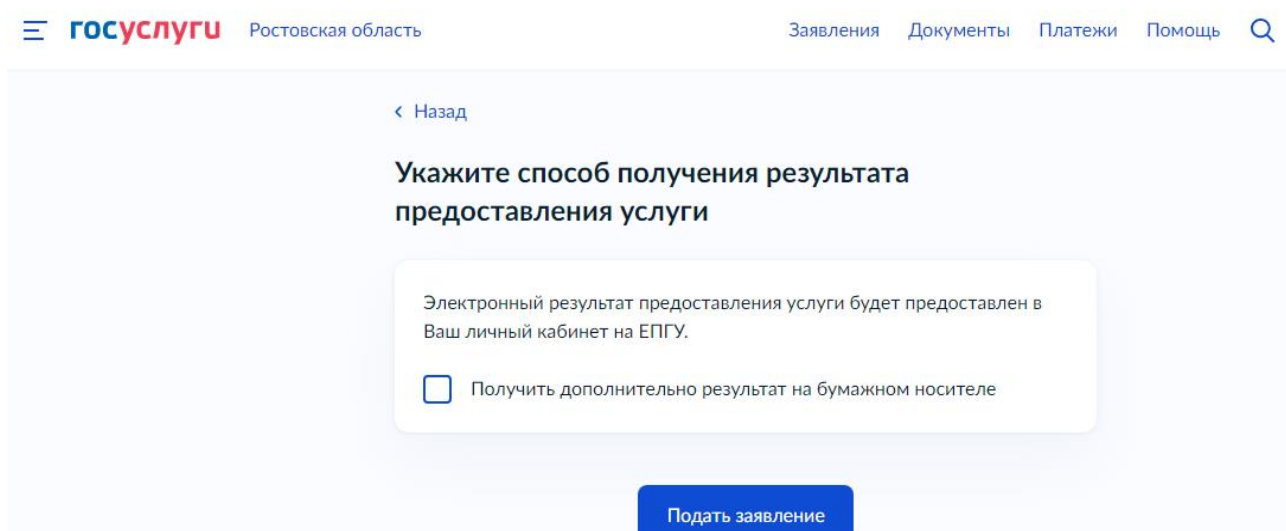 госуслуги Ростовская область Заявления Документы Платежи Помощь
Назад
Укажите способ получения результата
предоставления услуги
Электронный результат предоставления услуги будет предоставлен в
Ваш личный кабинет на ЕПГУ.
Получить дополнительно результат на бумажном носителе
Подать заявление